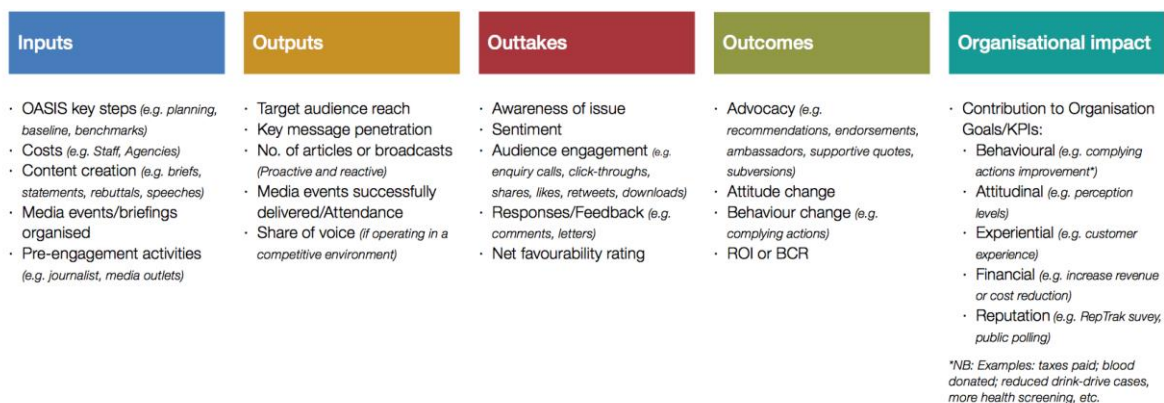 Inputs
· OASIS key steps (e.g. planning,
baseline, benchmarks)
· Costs (e.g. Staff, Agencies)
· Content creation (e.g. briefs,
statements, rebuttals, speeches)
· Media events/briefings
organised
· Pre-engagement activities
(e.g. journalist, media outlets)
Outputs
· Target audience reach
· Key message penetration
· No. of articles or broadcasts
(Proactive and reactive)
· Media events successfully
delivered/Attendance
· Share of voice (if operating in a
competitive environment)
Outtakes
· Awareness of issue
· Sentiment
· Audience engagement (e.g.
enquiry calls, click-throughs,
shares, likes, retweets, downloads)
· Responses/Feedback (e.g.
comments, letters)
· Net favourability rating
Outcomes
· Advocacy (e.g.
recommendations, endorsements,
ambassadors, supportive quotes,
subversions)
· Attitude change
· Behaviour change (e.g.
complying actions)
· ROI or BCR
Organisational impact
· Contribution to Organisation
Goals/KPIs:
· Behavioural (e.g. complying
actions improvement*)
· Attitudinal (e.g. perception
levels)
· Experiential (e.g. customer
experience)
· Financial (e.g. increase revenue
or cost reduction)
· Reputation (e.g. RepTrak suvey,
public polling)
*NB: Examples: taxes paid; blood
donated; reduced drink-drive cases,
more health screening, etc.